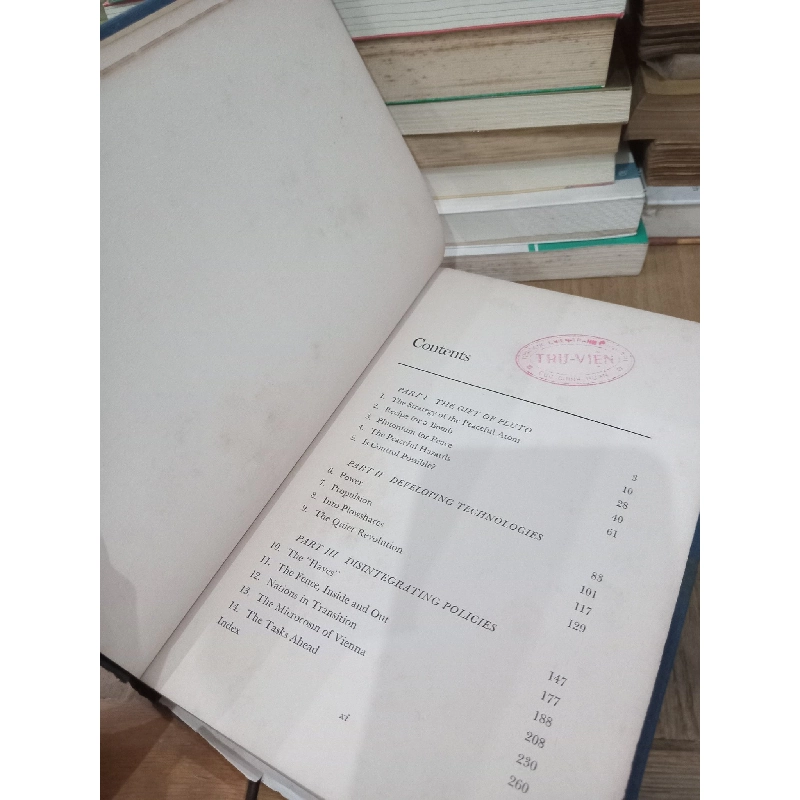 Contents
THU-VIEN
PART I THE GIFT OF PLUTO
1. The Strategy of the Peaceful Atom 3
2. Recipe for a Bomb 10
3. Plutonium for Peace 28
4. The Peaceful Hazards 40
5. Is Control Possible? 61
PART II DEVELOPING TECHNOLOGIES
6. Power 83
7. Propulsion 101
8. Into Plowshares 117
9. The Quiet Revolution 129
PART III DISINTEGRATING POLICIES
10. The "Haves" 147
11. The Fence, Inside and Out 177
12. Nations in Transition 188
13. The Microcosm of Vienna 208
14. The Tasks Ahead 230
Index 260
xi